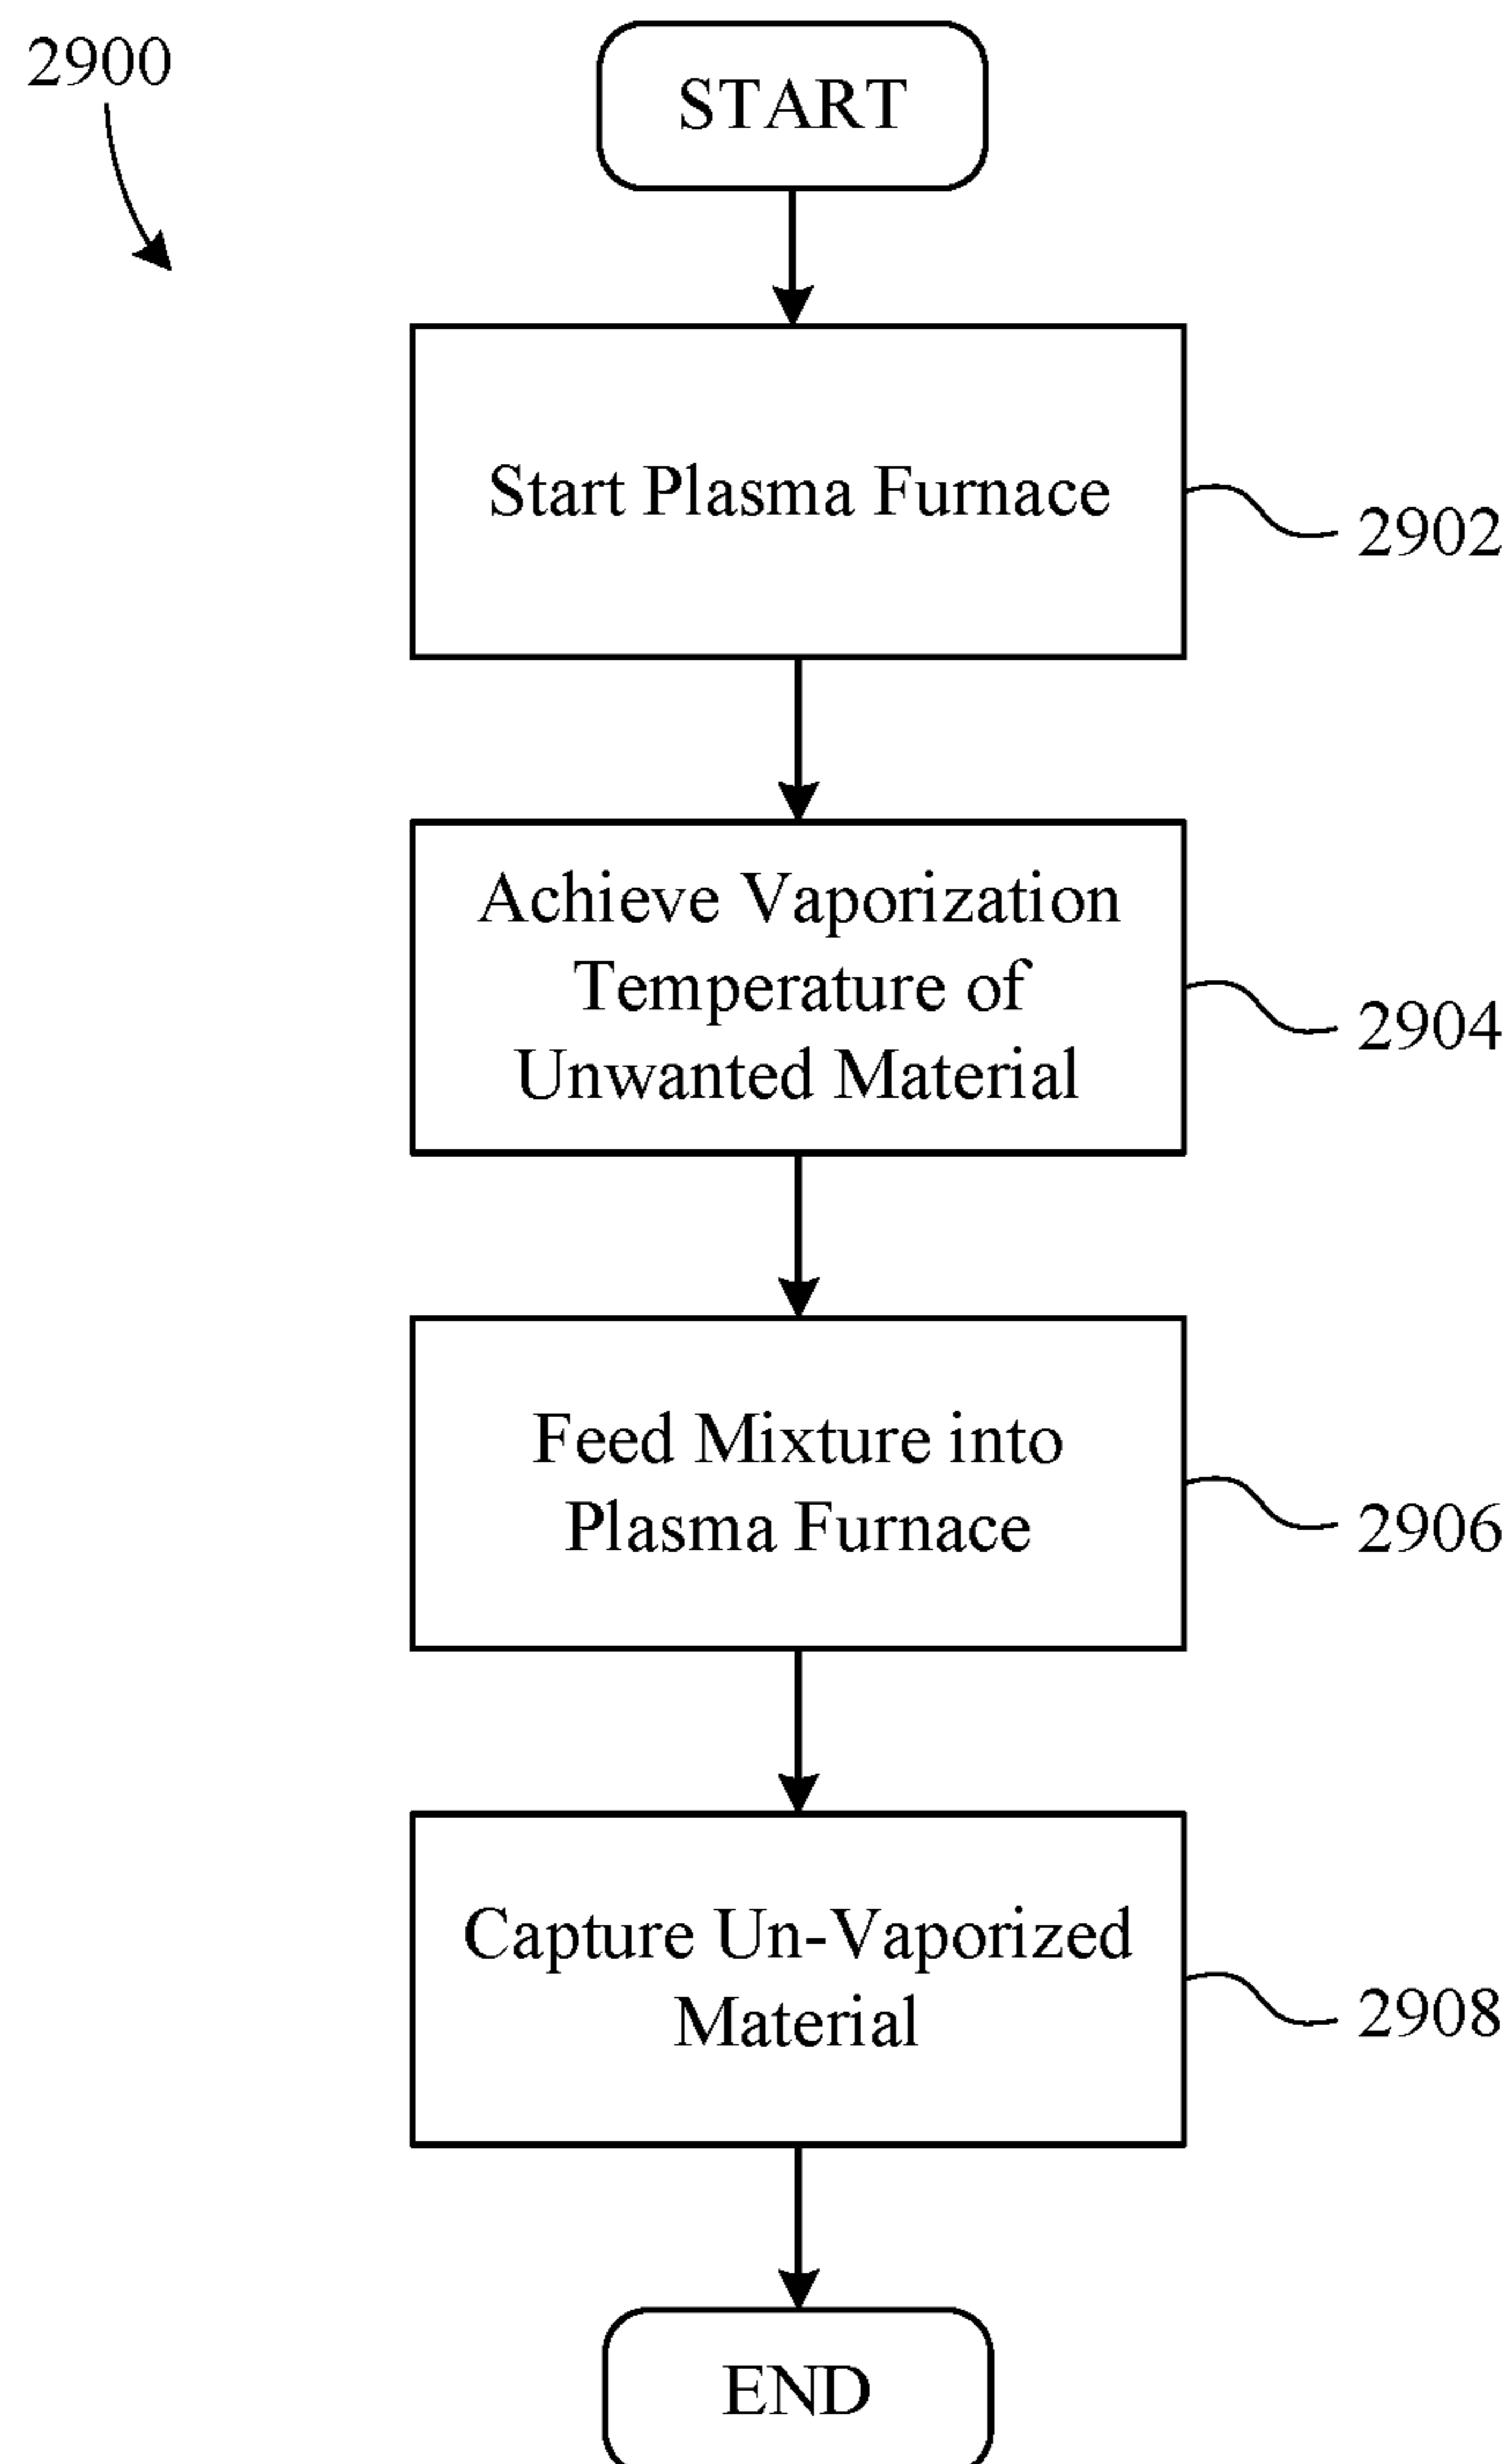 2900
START
Start Plasma Furnace
2902
Achieve Vaporization
Temperature of
Unwanted Material
2904
Feed Mixture into
Plasma Furnace
2906
Capture Un-Vaporized
Material
2908
END